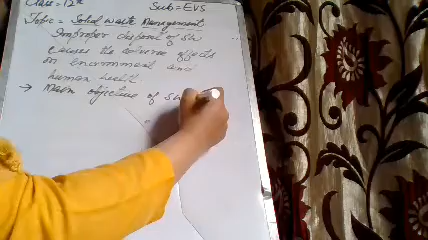 Class = 12th Sub = EVS
Topic = Solid waste Management
Improper disposal of SW
causes the adverse effects
on environment and
human health
→ Main objective of SW